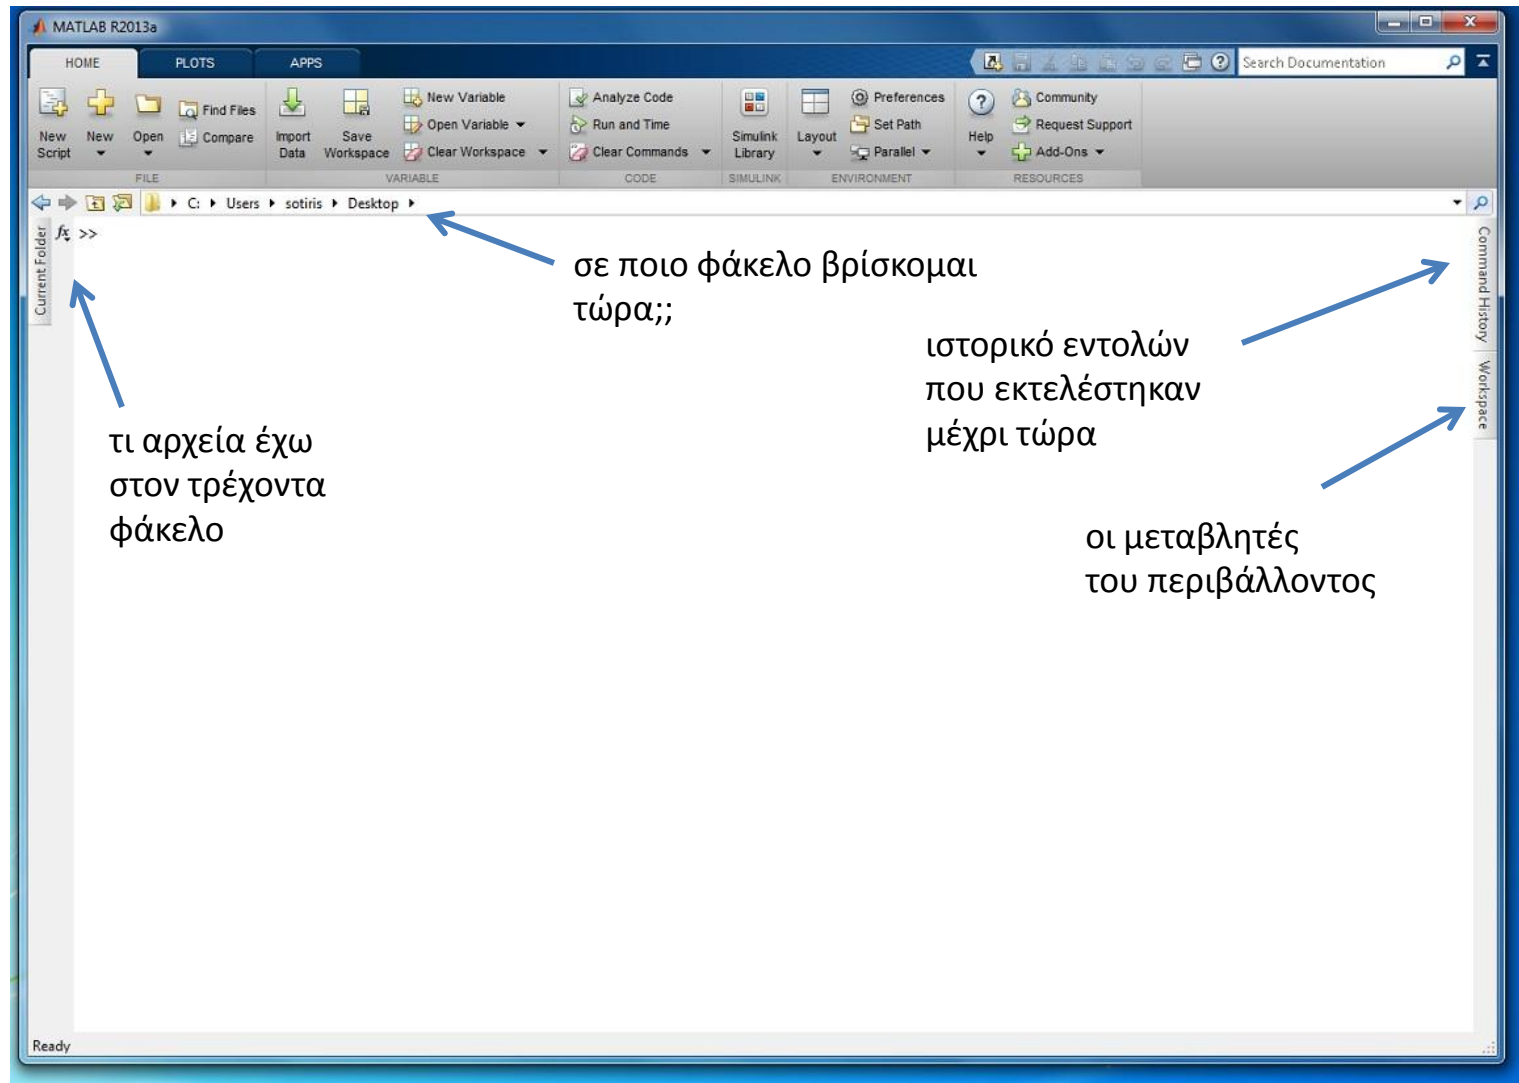 MATLAB R2013a
HOME PLOTS APPS
Search Documentation
New Script
New
Open
Find Files
Compare
FILE
Import Data
Save Workspace
New Variable
Open Variable
Clear Workspace
VARIABLE
Analyze Code
Run and Time
Clear Commands
CODE
Simulink Library
SIMULINK
Layout
Preferences
Set Path
Parallel
ENVIRONMENT
Help
Community
Request Support
Add-Ons
RESOURCES
C: Users sotiris Desktop
Current Folder
fx >>
Command History
Workspace
σε ποιο φάκελο βρίσκομαι
τώρα;;
ιστορικό εντολών
που εκτελέστηκαν
μέχρι τώρα
τι αρχεία έχω
στον τρέχοντα
φάκελο
οι μεταβλητές
του περιβάλλοντος
Ready